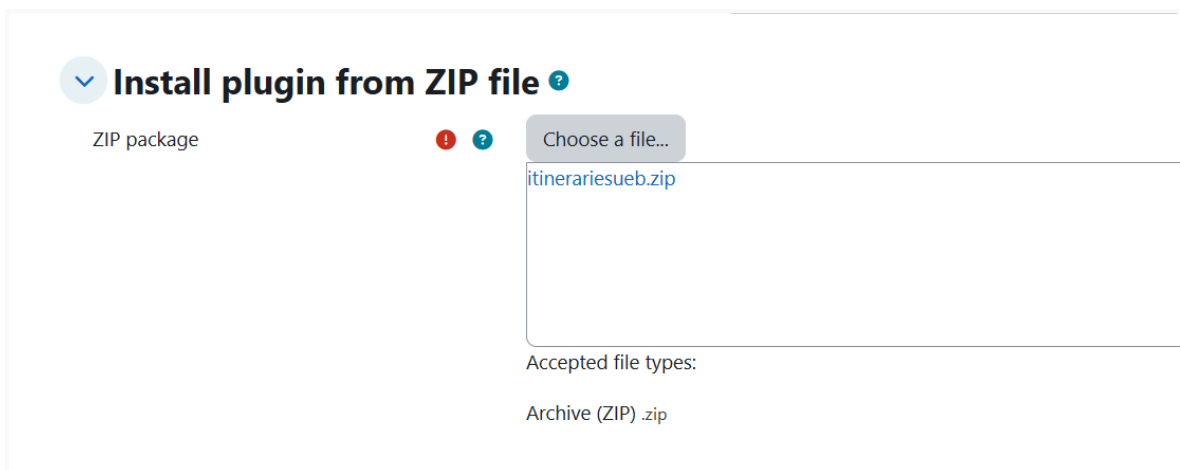 Install plugin from ZIP file
ZIP package
Choose a file...
itinerariesueb.zip
Accepted file types:
Archive (ZIP) .zip